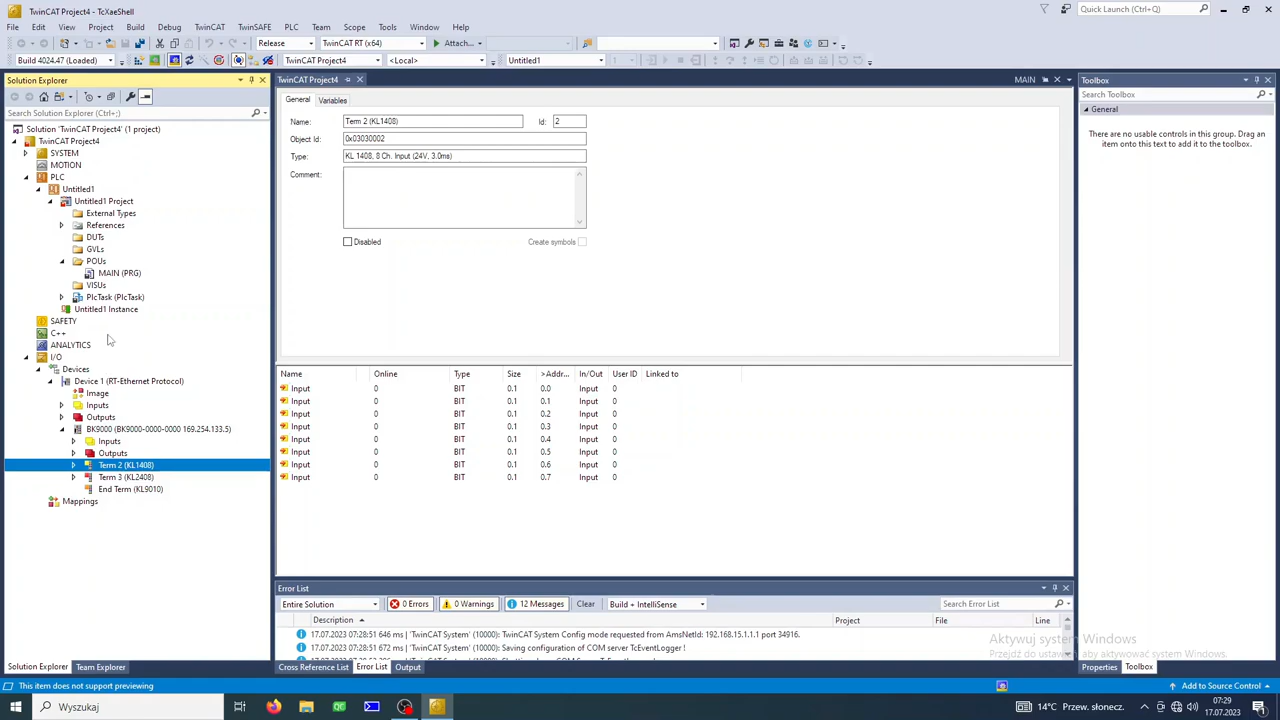 TwinCAT Project4 - TcXaeShell
Quick Launch (Ctrl+Q)
File Edit View Project Build Debug TwinCAT TwinSAFE PLC Team Scope Tools Window Help
Release TwinCAT RT (x64) Attach...
Build 4024.47 (Loaded) TwinCAT Project4 <Local> Untitled1
Solution Explorer
Search Solution Explorer (Ctrl+;)
Solution 'TwinCAT Project4' (1 project)
TwinCAT Project4
SYSTEM
MOTION
PLC
Untitled1
Untitled1 Project
External Types
References
DUTs
GVLs
POUs
MAIN (PRG)
VISUs
PlcTask (PlcTask)
Untitled1 Instance
SAFETY
C++
ANALYTICS
I/O
Devices
Device 1 (RT-Ethernet Protocol)
Image
Inputs
Outputs
BK9000 (BK9000-0000-0000 169.254.133.5)
Inputs
Outputs
Term 2 (KL1408)
Term 3 (KL2408)
End Term (KL9010)
Mappings
Solution Explorer Team Explorer
TwinCAT Project4
MAIN
General Variables
Name: Term 2 (KL1408) Id: 2
Object Id: 0x03030002
Type: KL 1408, 8 Ch. Input (24V, 3.0ms)
Comment:
Disabled Create symbols
Name Online Type Size >Addr... In/Out User ID Linked to
Input 0 BIT 0.1 0.0 Input 0
Input 0 BIT 0.1 0.1 Input 0
Input 0 BIT 0.1 0.2 Input 0
Input 0 BIT 0.1 0.3 Input 0
Input 0 BIT 0.1 0.4 Input 0
Input 0 BIT 0.1 0.5 Input 0
Input 0 BIT 0.1 0.6 Input 0
Input 0 BIT 0.1 0.7 Input 0
Error List
Entire Solution 0 Errors 0 Warnings 12 Messages Clear Build + IntelliSense Search Error List
Description Project File Line
17.07.2023 07:28:51 646 ms | 'TwinCAT System' (10000): TwinCAT System Config mode requested from AmsNetId: 192.168.15.1.1.1 port 34916.
17.07.2023 07:28:51 672 ms | 'TwinCAT System' (10000): Saving configuration of COM server TcEventLogger !
Cross Reference List Error List Output
Toolbox
Search Toolbox
General
There are no usable controls in this group. Drag an
item onto this text to add it to the toolbox.
Aktywuj system Windows
Przejdź do ustawień, aby aktywować system Windows.
Properties Toolbox
This item does not support previewing
Add to Source Control
Wyszukaj
14°C Przew. słonecz.
07:29
17.07.2023